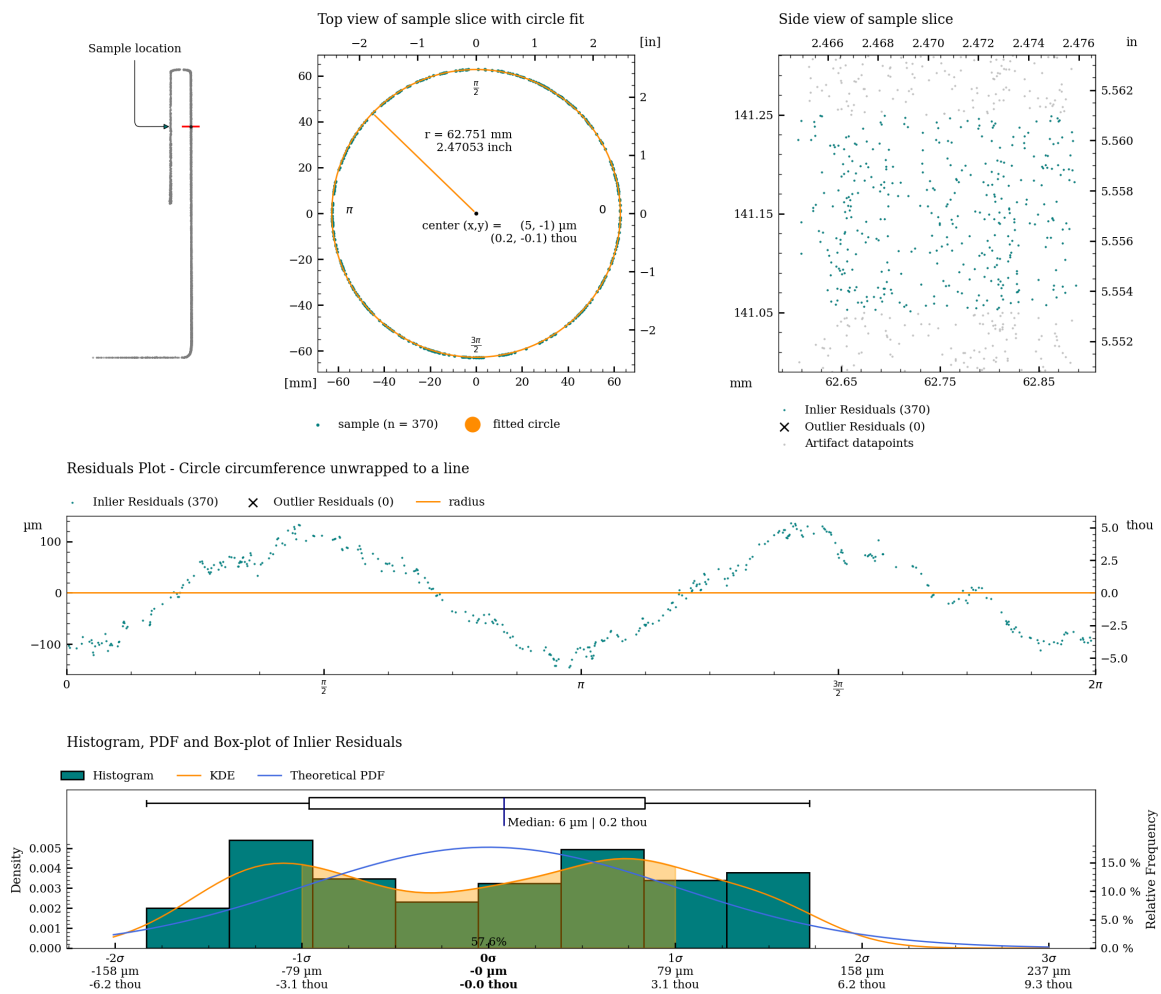 Top view of sample slice with circle fit
Side view of sample slice
Sample location
−2 −1 0 1 2 [in]
2.466 2.468 2.470 2.472 2.474 2.476 in
60
40
20
0
−20
−40
−60
2
1
0
−1
−2
π/2
r = 62.751 mm
2.47053 inch
π
0
center (x,y) = (5, -1) µm
(0.2, -0.1) thou
3π/2
[mm] −60 −40 −20 0 20 40 60
141.25
141.15
141.05
5.562
5.560
5.558
5.556
5.554
5.552
mm 62.65 62.75 62.85
sample (n = 370) fitted circle
Inlier Residuals (370)
Outlier Residuals (0)
Artifact datapoints
Residuals Plot - Circle circumference unwrapped to a line
Inlier Residuals (370) Outlier Residuals (0) radius
µm
100
0
−100
5.0 thou
2.5
0.0
−2.5
−5.0
0 π/2 π 3π/2 2π
Histogram, PDF and Box-plot of Inlier Residuals
Histogram KDE Theoretical PDF
Median: 6 µm | 0.2 thou
Density
0.005
0.004
0.003
0.002
0.001
0.000
57.6%
15.0 %
10.0 %
5.0 %
0.0 %
Relative Frequency
-2σ -1σ 0σ 1σ 2σ 3σ
-158 µm -79 µm -0 µm 79 µm 158 µm 237 µm
-6.2 thou -3.1 thou -0.0 thou 3.1 thou 6.2 thou 9.3 thou